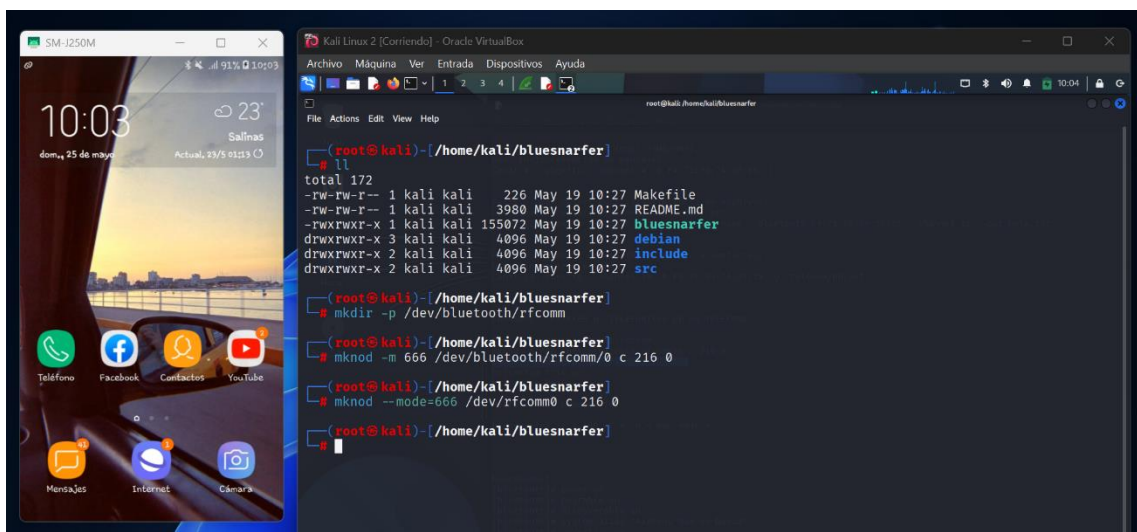 SM-J250M
91% 10:03
10:03
23°
Salinas
dom., 25 de mayo
Actual. 23/5 01:13
Teléfono
Facebook
Contactos
YouTube
2
41
1
Mensajes
Internet
Cámara
Kali Linux 2 [Corriendo] - Oracle VirtualBox
Archivo Máquina Ver Entrada Dispositivos Ayuda
1 2 3 4
10:04
root@kali: /home/kali/bluesnarfer
File Actions Edit View Help
┌──(root㉿kali)-[/home/kali/bluesnarfer]
└─# ll
total 172
-rw-rw-r-- 1 kali kali 226 May 19 10:27 Makefile
-rw-rw-r-- 1 kali kali 3980 May 19 10:27 README.md
-rwxrwxr-x 1 kali kali 155072 May 19 10:27 bluesnarfer
drwxrwxr-x 3 kali kali 4096 May 19 10:27 debian
drwxrwxr-x 2 kali kali 4096 May 19 10:27 include
drwxrwxr-x 2 kali kali 4096 May 19 10:27 src
┌──(root㉿kali)-[/home/kali/bluesnarfer]
└─# mkdir -p /dev/bluetooth/rfcomm
┌──(root㉿kali)-[/home/kali/bluesnarfer]
└─# mknod -m 666 /dev/bluetooth/rfcomm/0 c 216 0
┌──(root㉿kali)-[/home/kali/bluesnarfer]
└─# mknod --mode=666 /dev/rfcomm0 c 216 0
┌──(root㉿kali)-[/home/kali/bluesnarfer]
└─#